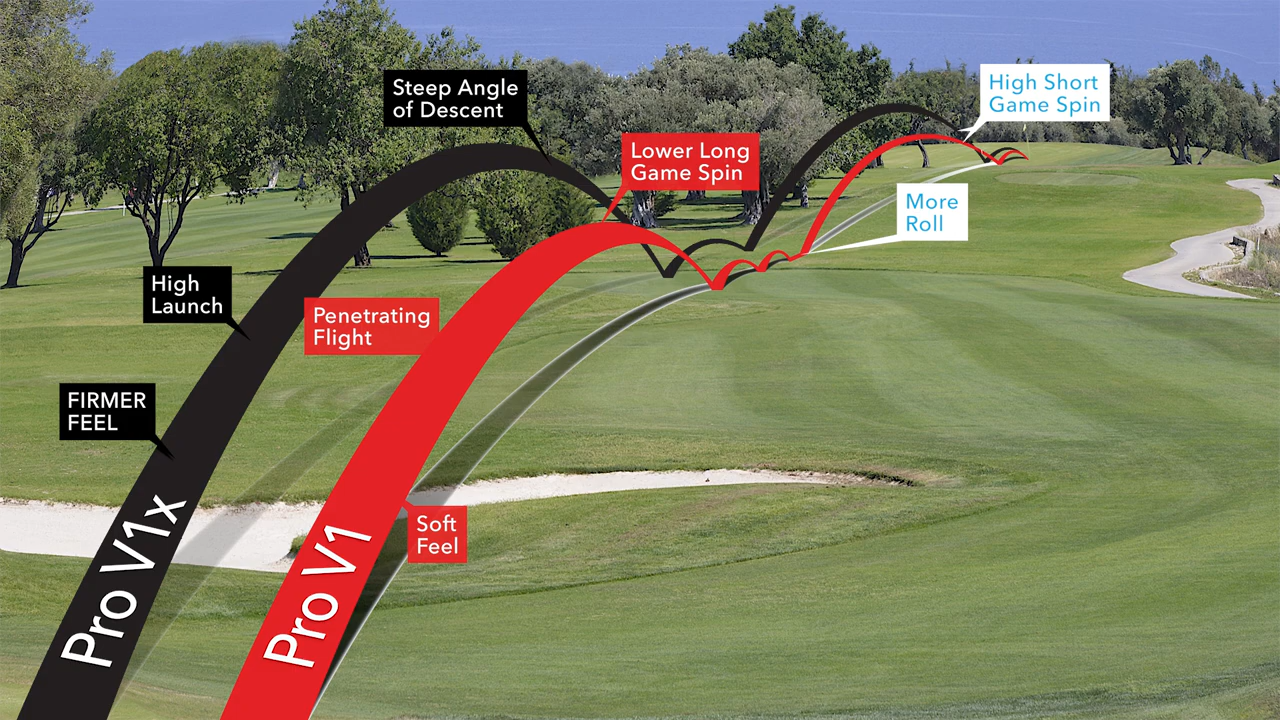 Steep Angle
of Descent
High Short
Game Spin
Lower Long
Game Spin
More
Roll
High
Launch
Penetrating
Flight
FIRMER
FEEL
Soft
Feel
Pro V1x
Pro V1